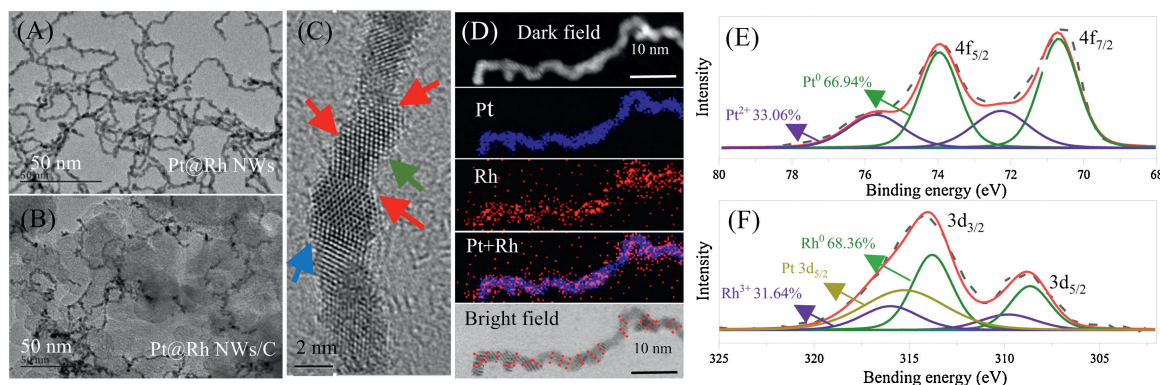 (A)
50 nm
Pt@Rh NWs
(B)
50 nm
50 nm
Pt@Rh NWs/C
(C)
2 nm
(D)
Dark field
10 nm
Pt
Rh
Pt+Rh
Bright field
10 nm
(E)
4f5/2
4f7/2
Pt0 66.94%
Pt2+ 33.06%
Intensity
80 78 76 74 72 70 68
Binding energy (eV)
(F)
3d3/2
Rh0 68.36%
Pt 3d5/2
Rh3+ 31.64%
3d5/2
Intensity
325 320 315 310 305
Bending energy (eV)